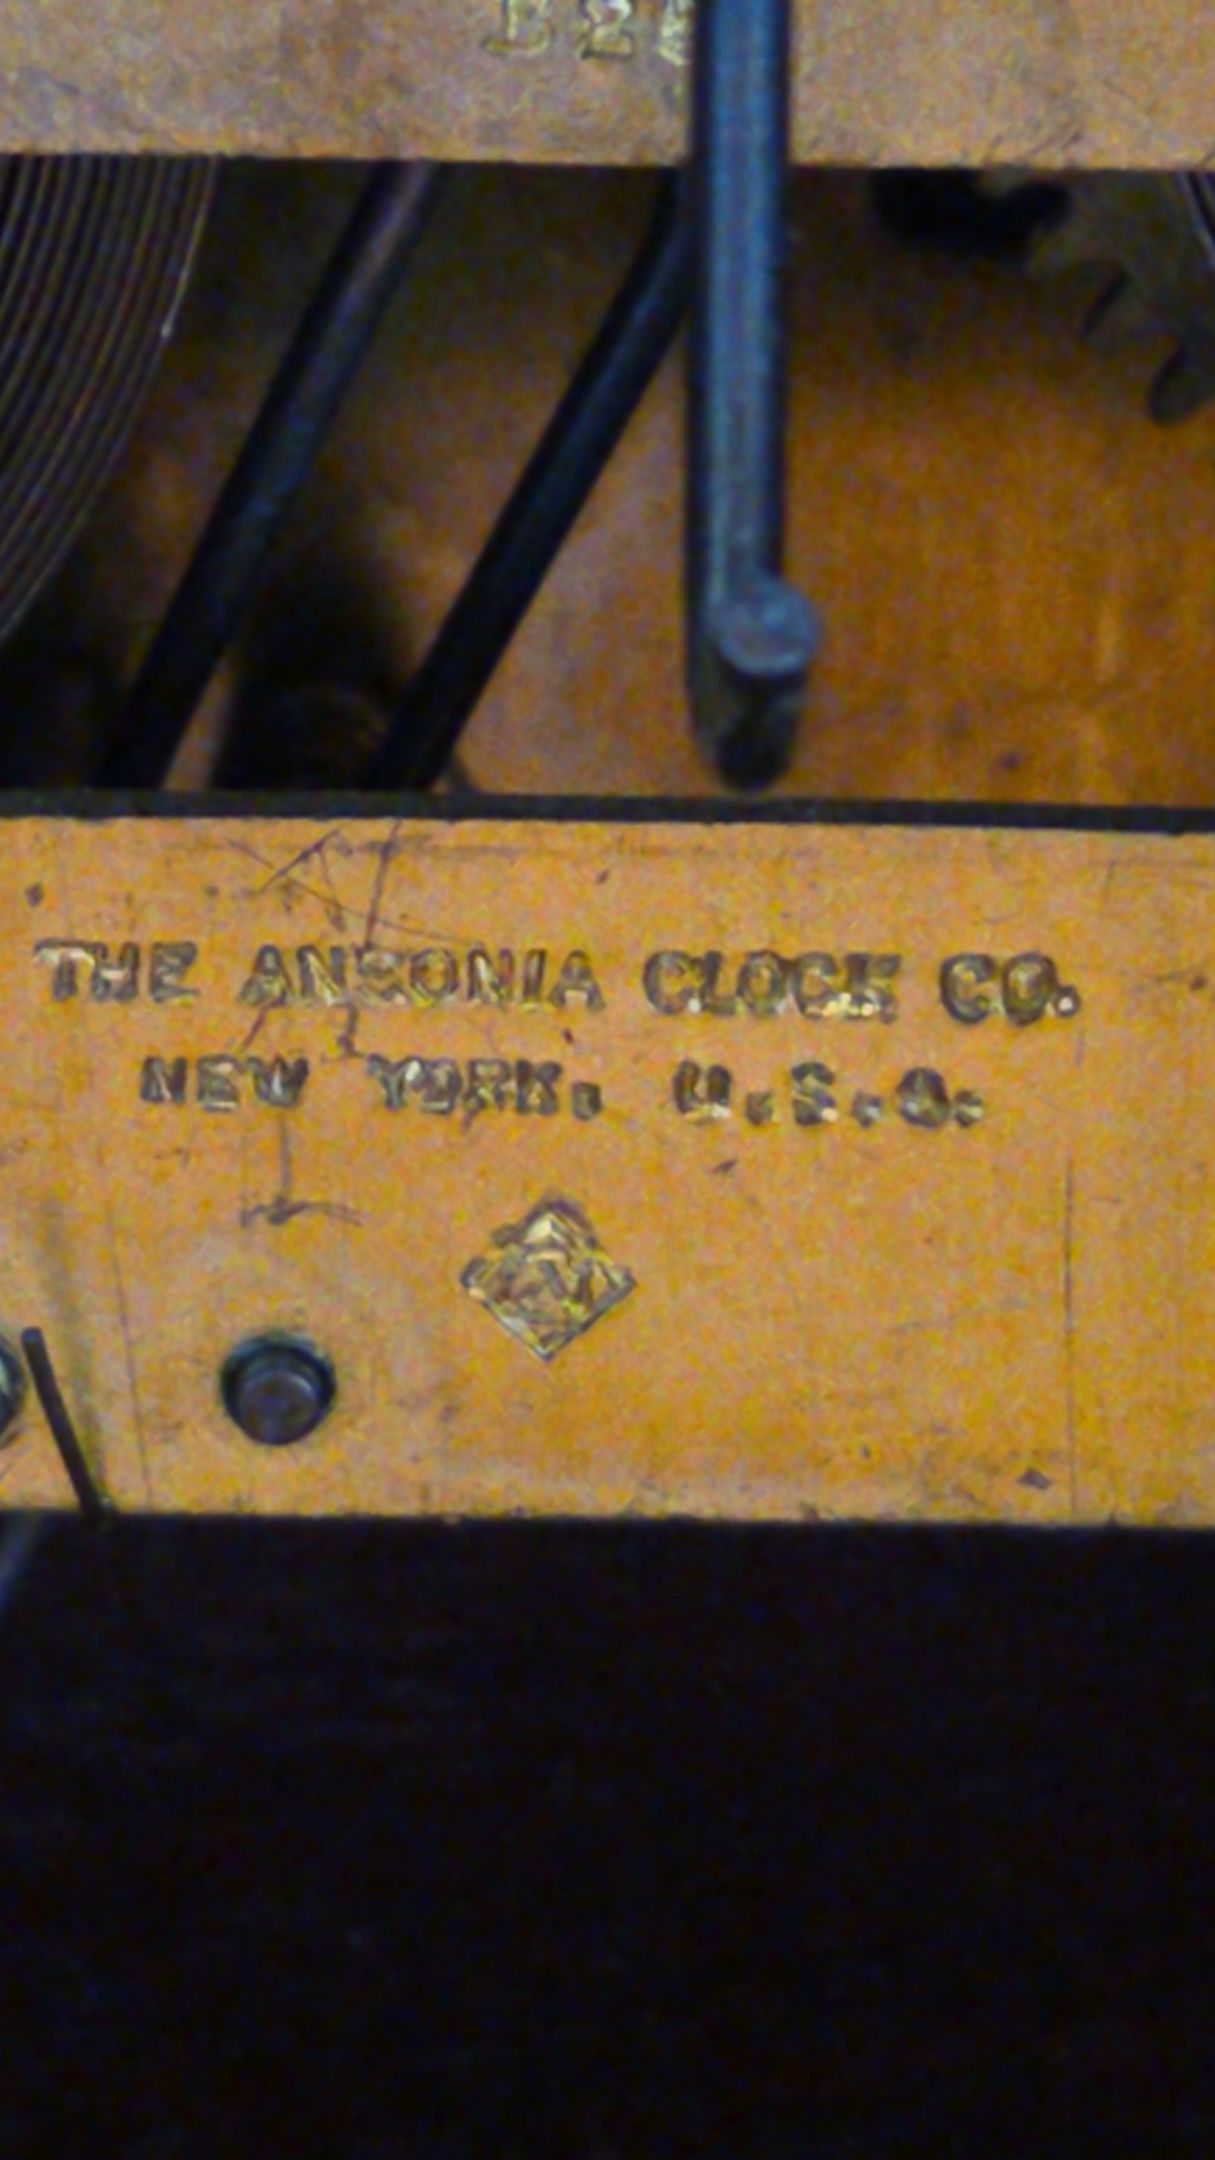 THE ANSONIA CLOCK CO.
NEW YORK. U.S.A.